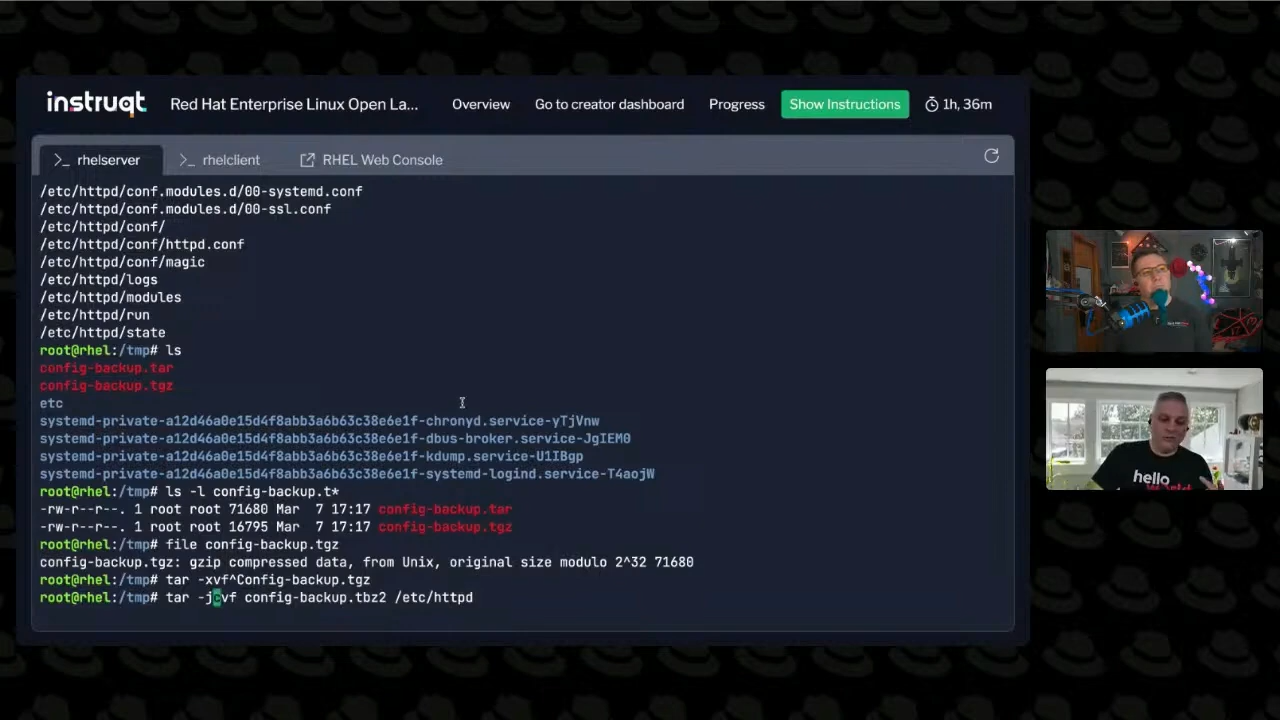 instruqt
Red Hat Enterprise Linux Open La...
Overview
Go to creator dashboard
Progress
Show Instructions
1h, 36m
>_ rhelserver
>_ rhelclient
RHEL Web Console
/etc/httpd/conf.modules.d/00-systemd.conf
/etc/httpd/conf.modules.d/00-ssl.conf
/etc/httpd/conf/
/etc/httpd/conf/httpd.conf
/etc/httpd/conf/magic
/etc/httpd/logs
/etc/httpd/modules
/etc/httpd/run
/etc/httpd/state
root@rhel:/tmp# ls
config-backup.tar
config-backup.tgz
etc
systemd-private-a12d46a0e15d4f8abb3a6b63c38e6e1f-chronyd.service-yTjVnw
systemd-private-a12d46a0e15d4f8abb3a6b63c38e6e1f-dbus-broker.service-JgIEM0
systemd-private-a12d46a0e15d4f8abb3a6b63c38e6e1f-kdump.service-U1IBgp
systemd-private-a12d46a0e15d4f8abb3a6b63c38e6e1f-systemd-logind.service-T4aojW
root@rhel:/tmp# ls -l config-backup.t*
-rw-r--r--. 1 root root 71680 Mar  7 17:17 config-backup.tar
-rw-r--r--. 1 root root 16795 Mar  7 17:17 config-backup.tgz
root@rhel:/tmp# file config-backup.tgz
config-backup.tgz: gzip compressed data, from Unix, original size modulo 2^32 71680
root@rhel:/tmp# tar -xvf^Config-backup.tgz
root@rhel:/tmp# tar -jcvf config-backup.tbz2 /etc/httpd
hello